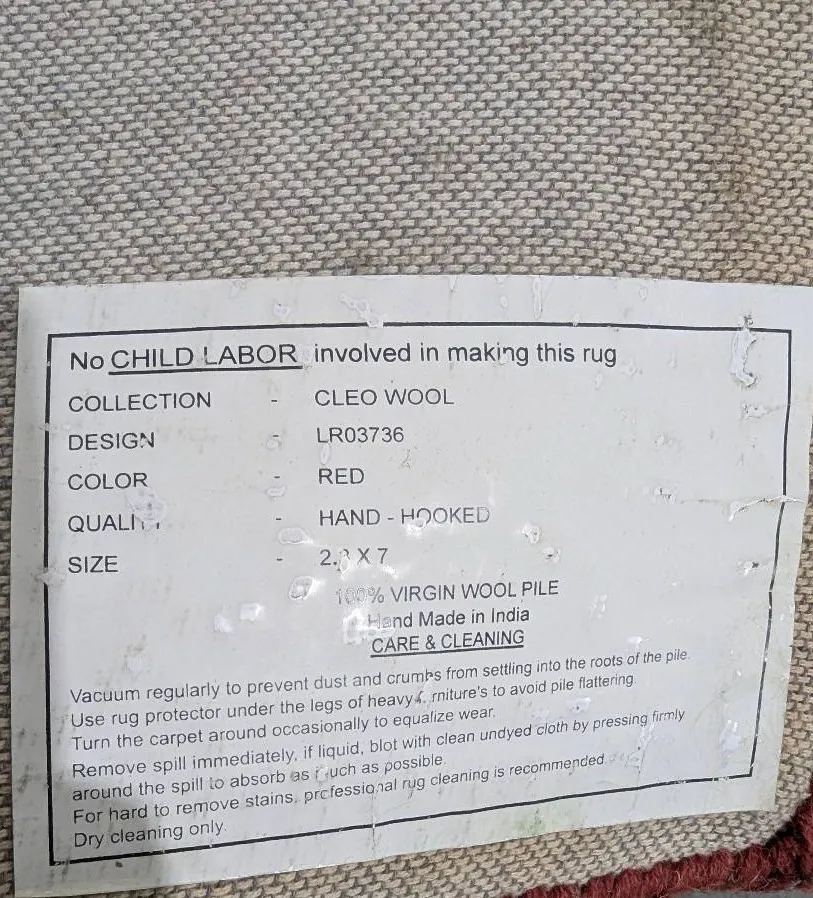 No CHILD LABOR involved in making this rug
COLLECTION - CLEO WOOL
DESIGN - LR03736
COLOR - RED
QUALITY - HAND - HOOKED
SIZE - X 7
100% VIRGIN WOOL PILE
Hand Made in India
CARE & CLEANING
Vacuum regularly to prevent dust and crumbs from settling into the roots of the pile.
Use rug protector under the legs of heavy furniture's to avoid pile flattering.
Turn the carpet around occasionally to equalize wear.
Remove spill immediately, if liquid, blot with clean undyed cloth by pressing firmly
around the spill to absorb as much as possible.
For hard to remove stains, professional rug cleaning is recommended.
Dry cleaning only.